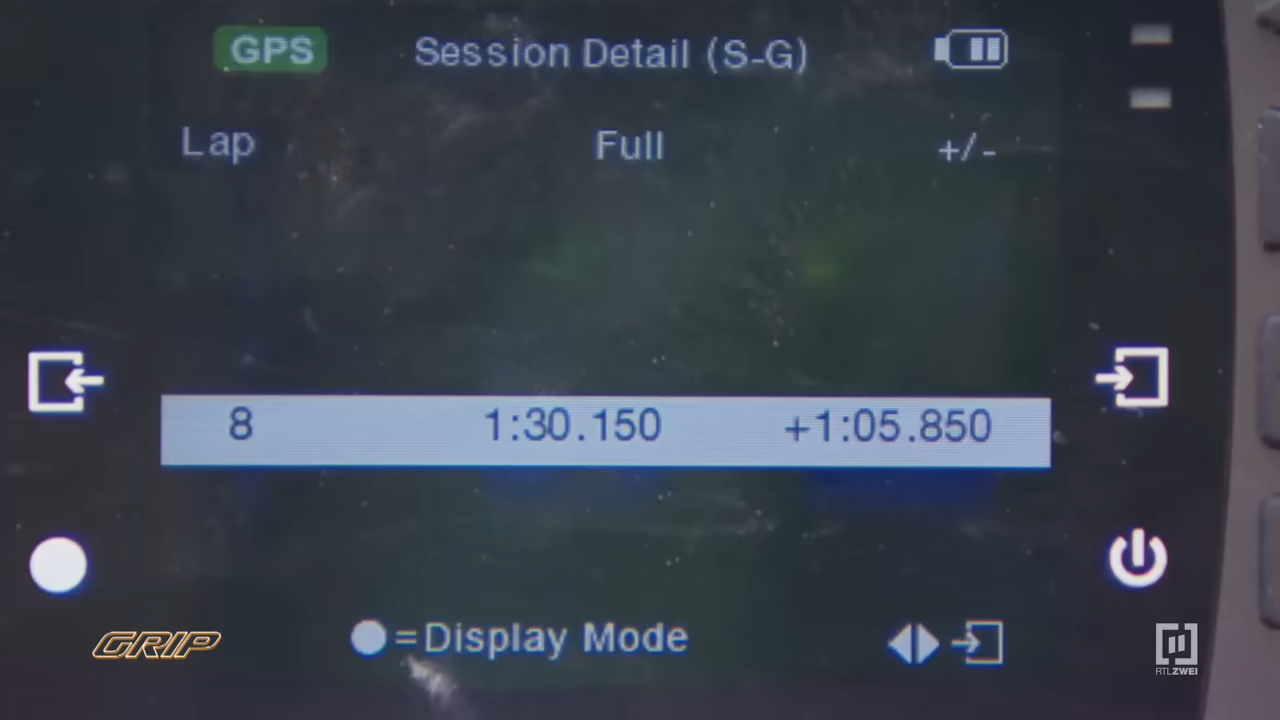 GPS Session Detail (S-G)
Lap Full +/-
8 1:30.150 +1:05.850
=Display Mode
GRIP
RTLZWEI